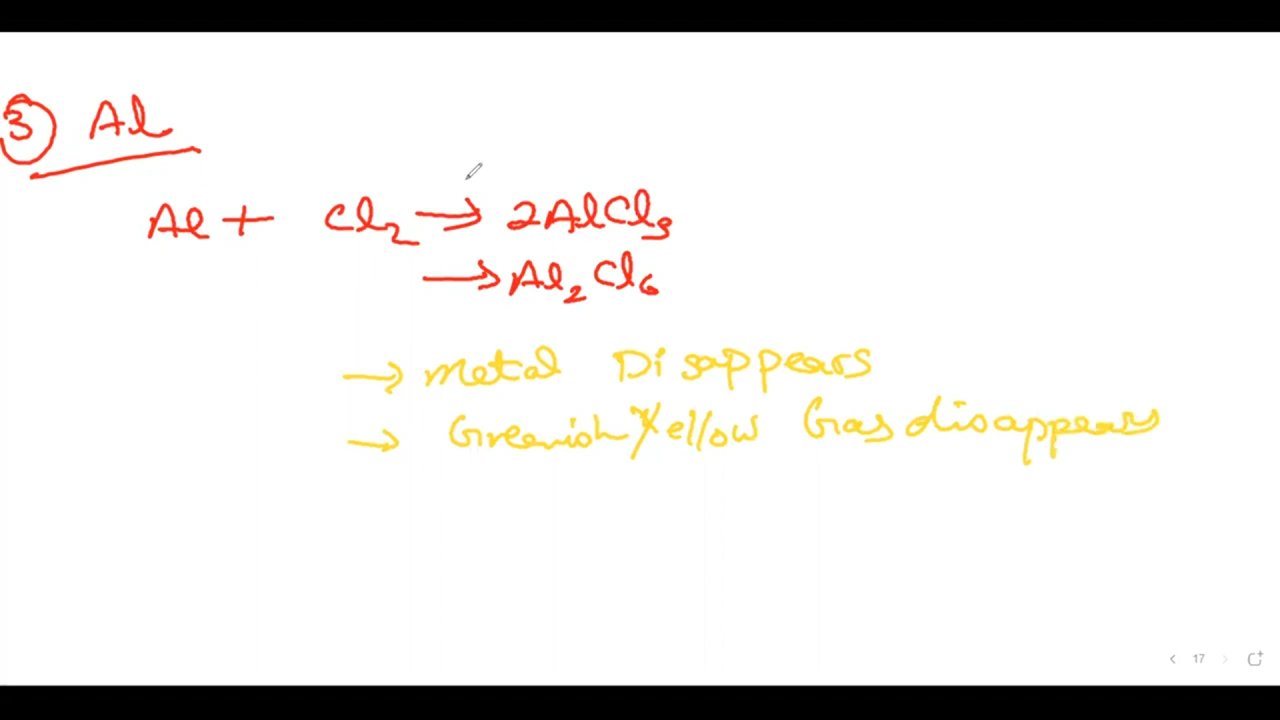 ③ Al
Al + Cl₂ → 2AlCl₃
→ Al₂Cl₆
→ Metal Disappears
→ Greenish Yellow Gas disappears
17